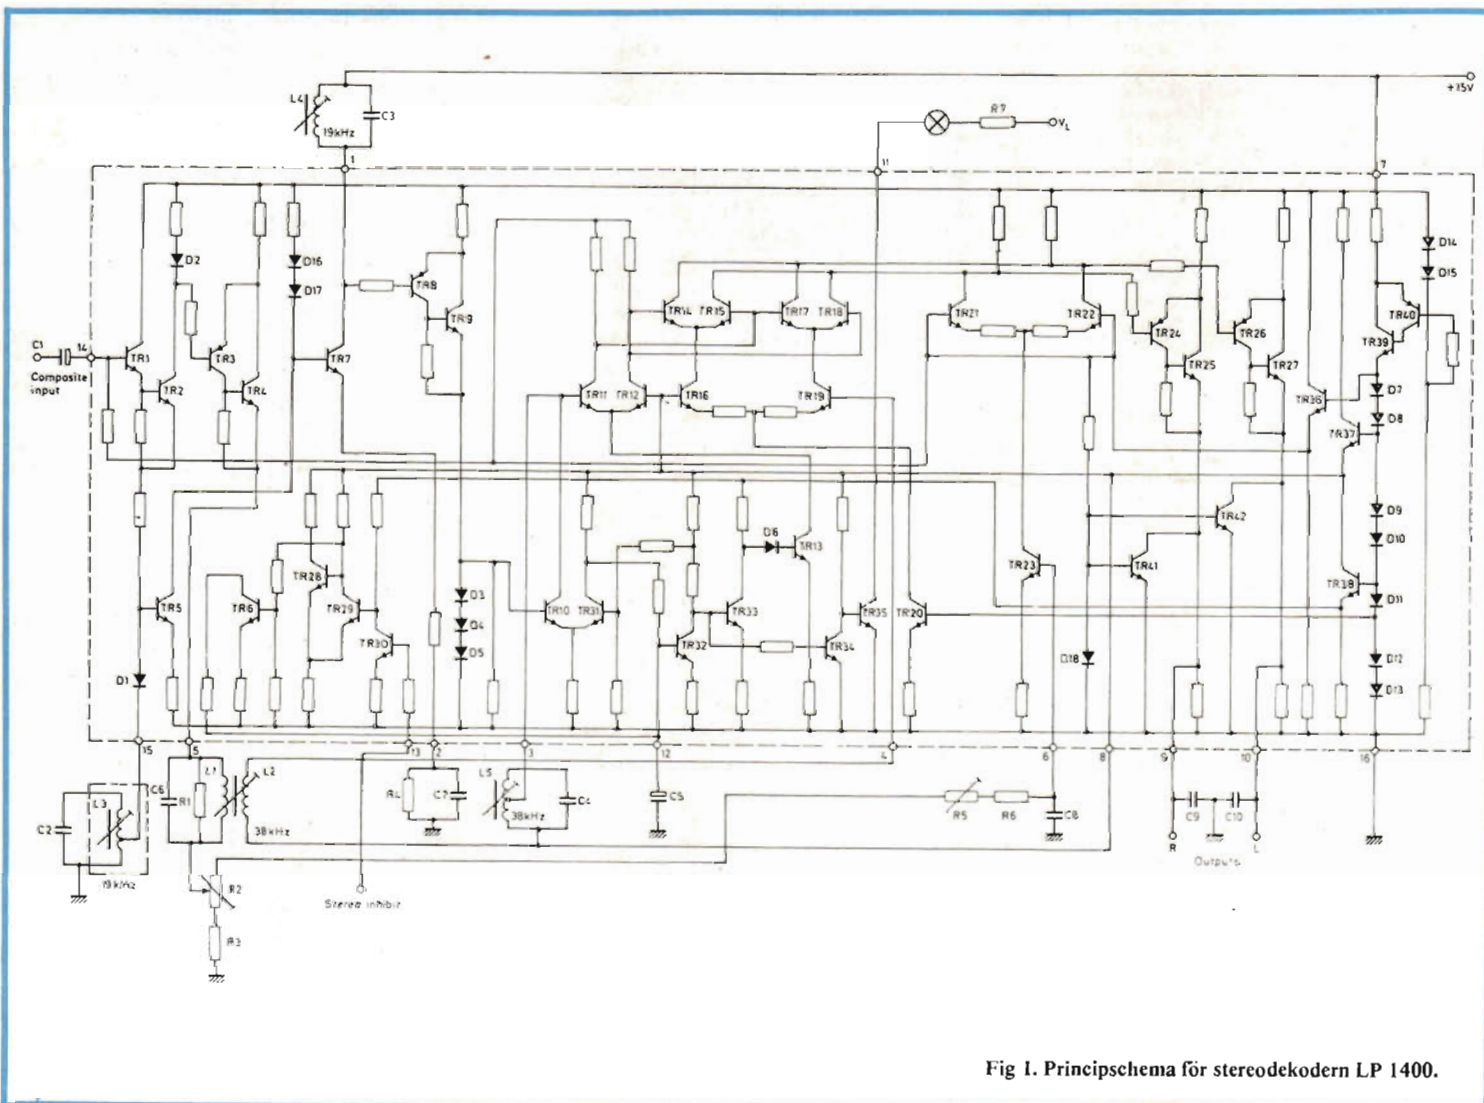 +15V
L4
19kHz
C3
R7
VL
1
11
7
D2
D16
D17
TR8
TR9
D14
D15
TR14
TR15
TR17
TR18
TR21
TR22
TR24
TR26
TR40
C1
14
TR1
TR3
TR7
TR39
Composite input
TR2
TR4
TR11
TR12
TR16
TR19
TR25
TR27
TR36
D7
D8
TR37
TR42
D9
D10
D6
TR13
TR28
TR23
TR41
TR38
D11
TR5
TR6
TR29
D3
TR10
TR31
TR33
TR35
TR20
TR30
D4
TR32
TR34
D5
D18
D12
D1
D13
15
5
13
2
3
12
4
6
8
9
10
16
C6
L1
L2
L5
R1
R4
C7
C4
C5
R5
R6
C8
C9
C10
C2
L3
38kHz
38kHz
R
L
Outputs
19kHz
R2
Stereo inhibit
R3
Fig 1. Principschema för stereodekodern LP 1400.